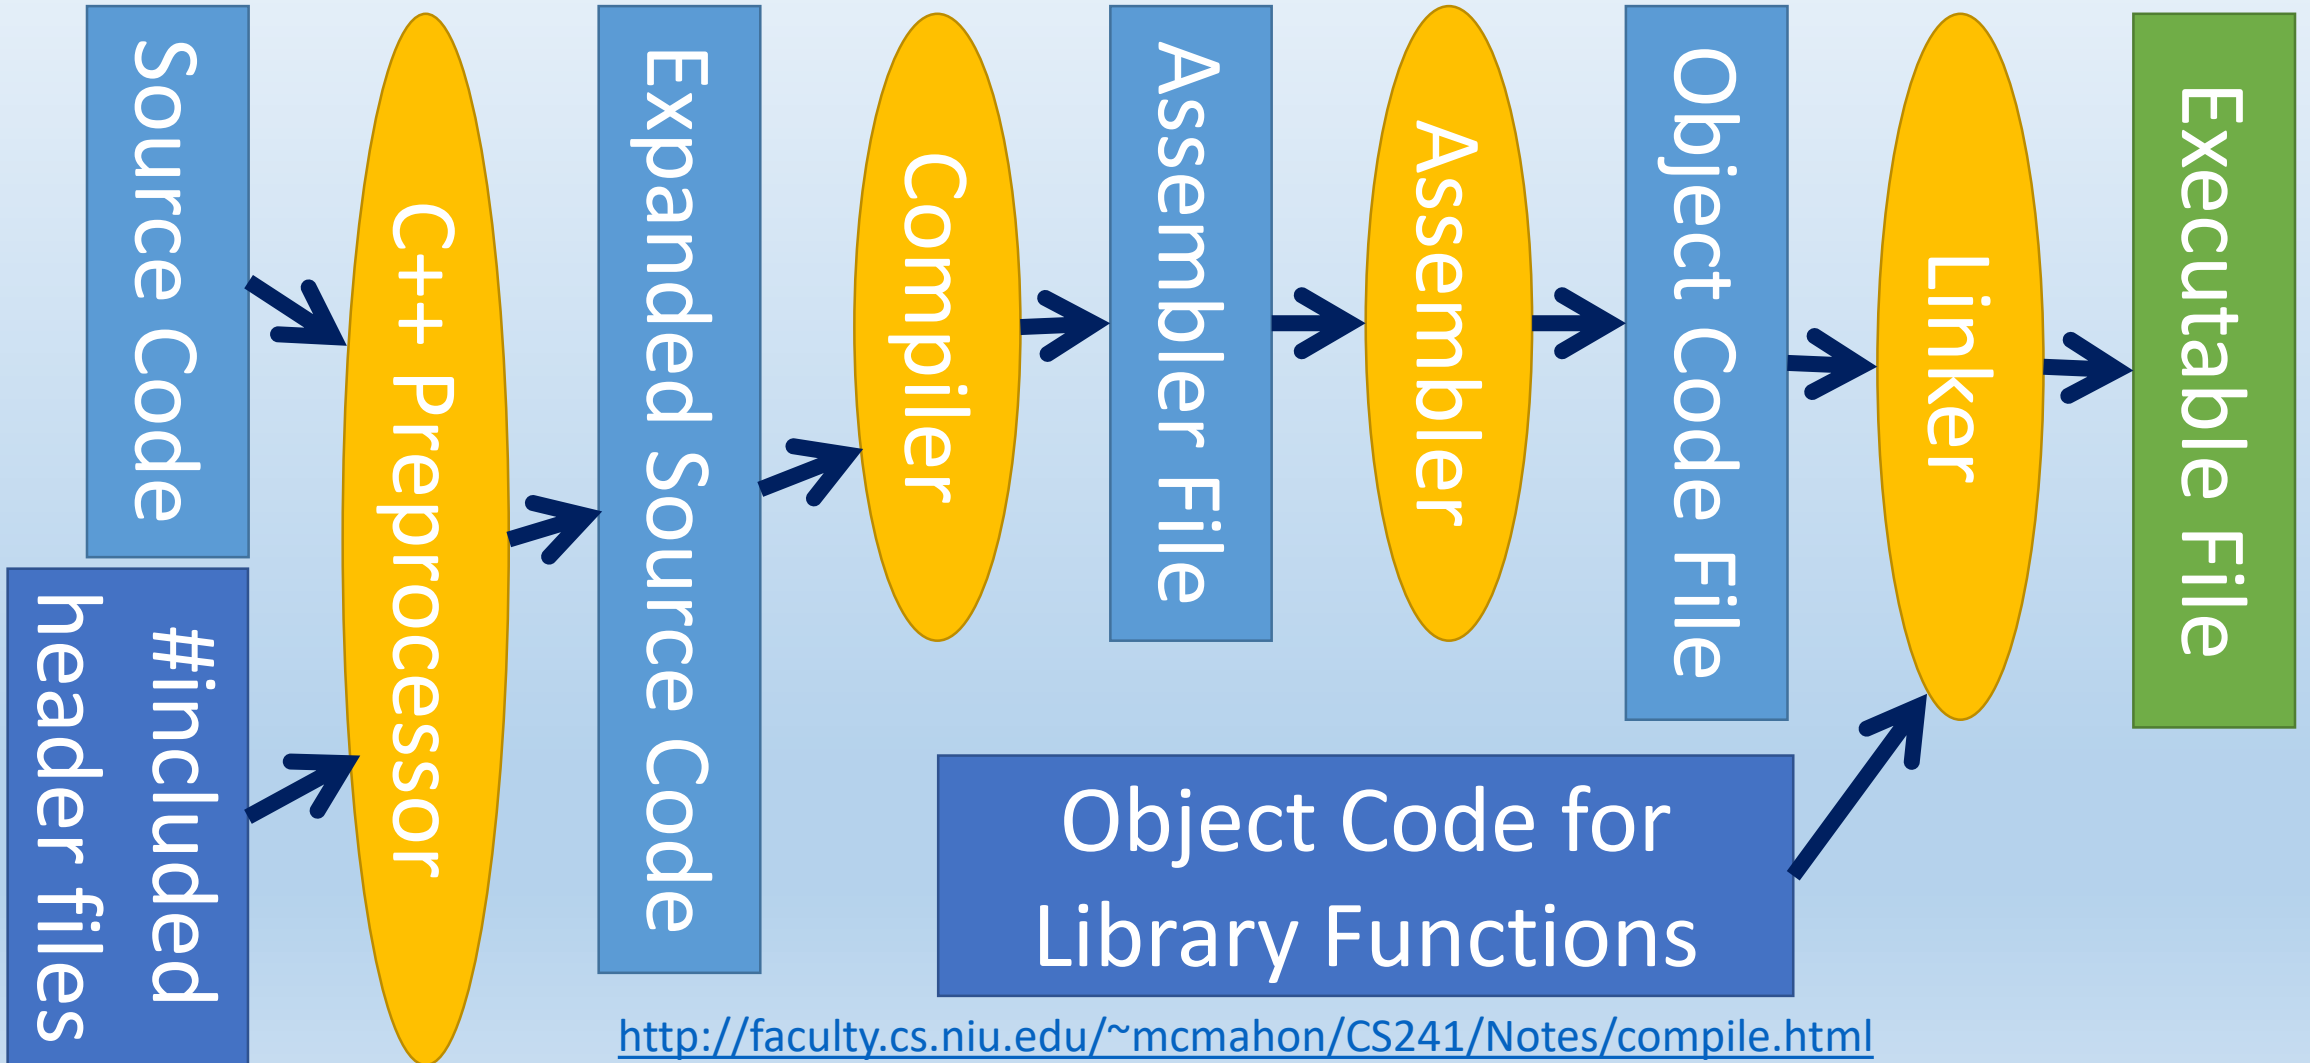 Source Code
#included
header files
C++ Preprocessor
Expanded Source Code
Compiler
Assembler File
Assembler
Object Code File
Object Code for
Library Functions
Linker
Executable File
http://faculty.cs.niu.edu/~mcmahon/CS241/Notes/compile.html